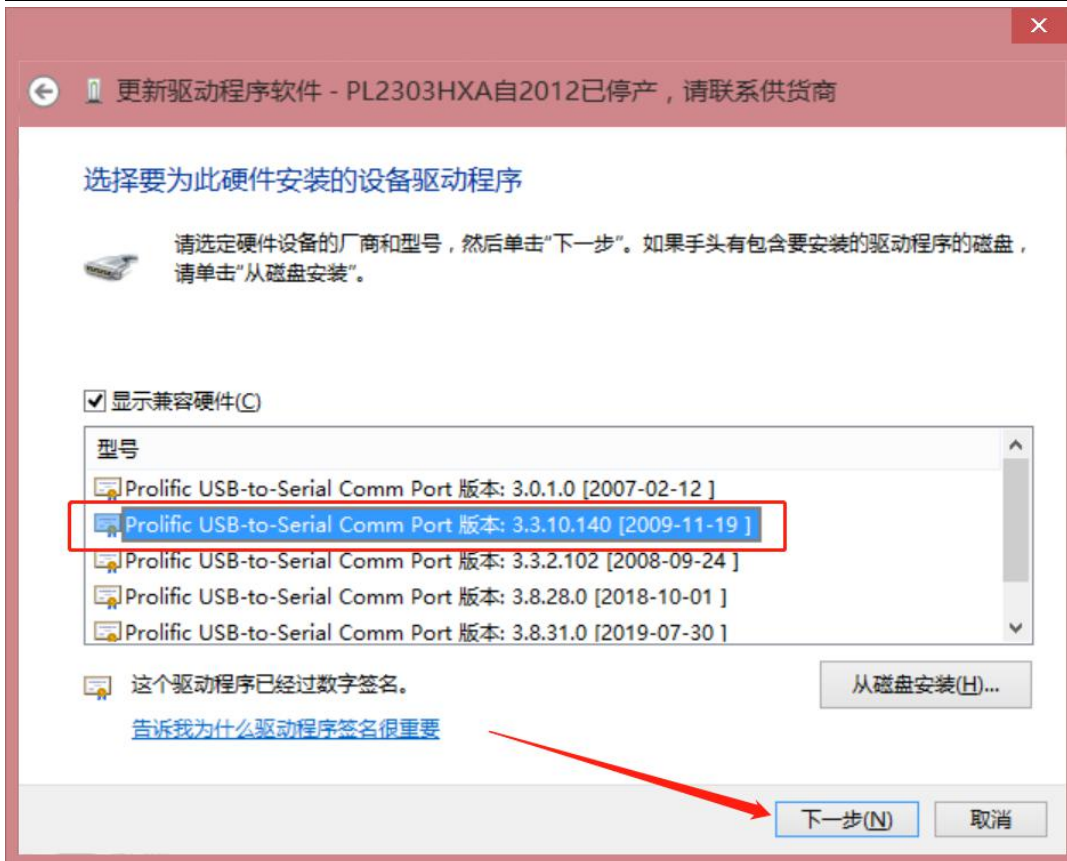 更新驱动程序软件 - PL2303HXA自2012已停产，请联系供货商
选择要为此硬件安装的设备驱动程序
请选定硬件设备的厂商和型号，然后单击"下一步"。如果手头有包含要安装的驱动程序的磁盘，
请单击"从磁盘安装"。
显示兼容硬件(C)
型号
Prolific USB-to-Serial Comm Port 版本: 3.0.1.0 [2007-02-12 ]
Prolific USB-to-Serial Comm Port 版本: 3.3.10.140 [2009-11-19 ]
Prolific USB-to-Serial Comm Port 版本: 3.3.2.102 [2008-09-24 ]
Prolific USB-to-Serial Comm Port 版本: 3.8.28.0 [2018-10-01 ]
Prolific USB-to-Serial Comm Port 版本: 3.8.31.0 [2019-07-30 ]
这个驱动程序已经过数字签名。
从磁盘安装(H)...
告诉我为什么驱动程序签名很重要
下一步(N)
取消